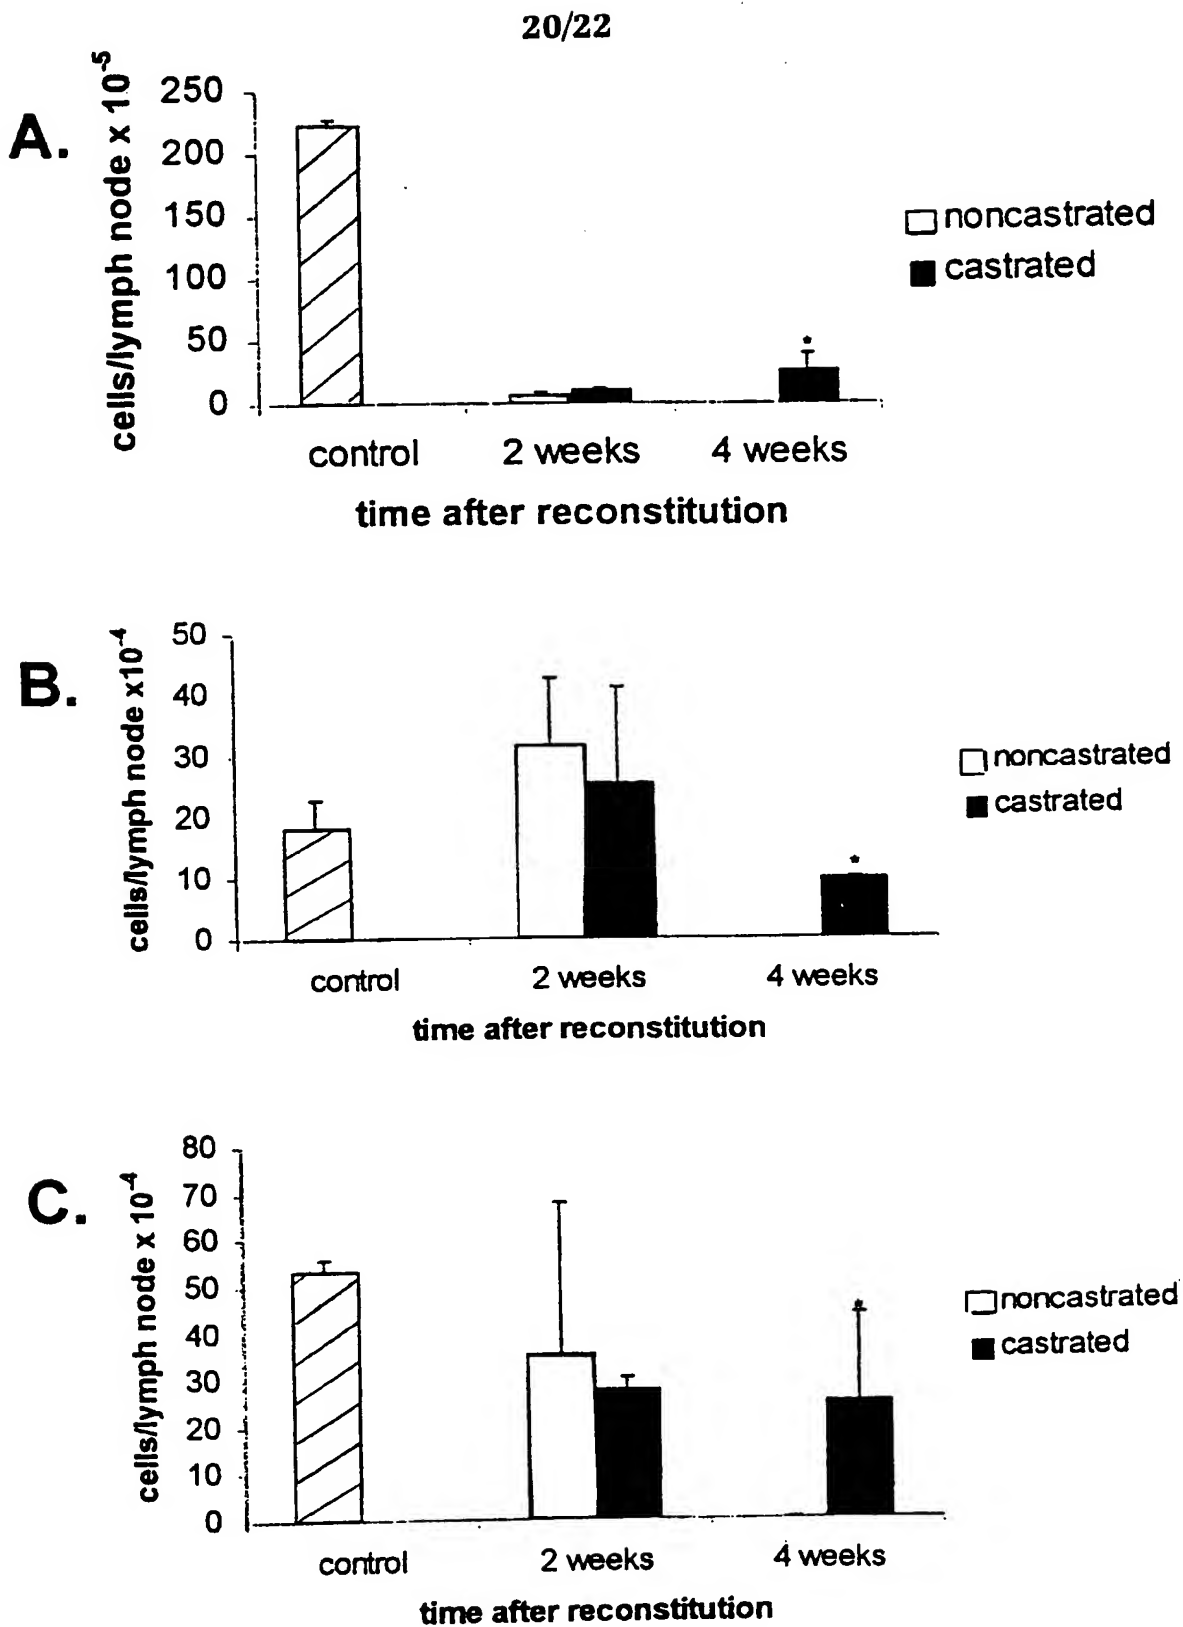 20/22
A.
cells/lymph node x 10⁻⁵
250
200
150
100
50
0
control
2 weeks
4 weeks
time after reconstitution
noncastrated
castrated
*
B.
cells/lymph node x10⁻⁴
50
40
30
20
10
0
control
2 weeks
4 weeks
time after reconstitution
noncastrated
castrated
*
C.
cells/lymph node x 10⁻⁴
80
70
60
50
40
30
20
10
0
control
2 weeks
4 weeks
time after reconstitution
noncastrated
castrated
*